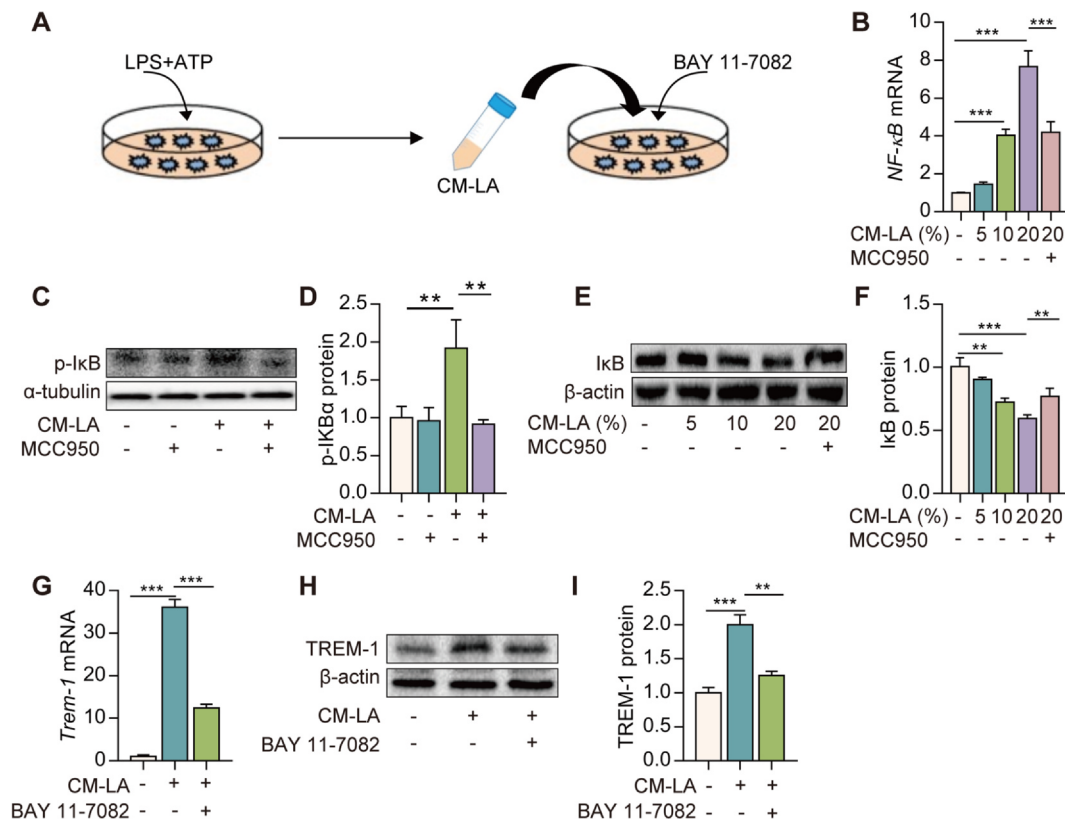 A
LPS+ATP
BAY 11-7082
CM-LA
B
NF-κB mRNA
10
8
6
4
2
0
***
***
***
CM-LA (%) - 5 10 20 20
MCC950 - - - - +
C
p-IκB
α-tubulin
CM-LA - - + +
MCC950 - + - +
D
p-IKBα protein
2.5
2.0
1.5
1.0
0.5
0.0
** **
CM-LA - - + +
MCC950 - + - +
E
IκB
β-actin
CM-LA (%) - 5 10 20 20
MCC950 - - - - +
F
IκB protein
1.5
1.0
0.5
0.0
**
***
**
CM-LA (%) - 5 10 20 20
MCC950 - - - - +
G
Trem-1 mRNA
40
30
20
10
0
*** ***
CM-LA - + +
BAY 11-7082 - - +
H
TREM-1
β-actin
CM-LA - + +
BAY 11-7082 - - +
I
TREM-1 protein
2.5
2.0
1.5
1.0
0.5
0.0
*** **
CM-LA - + +
BAY 11-7082 - - +